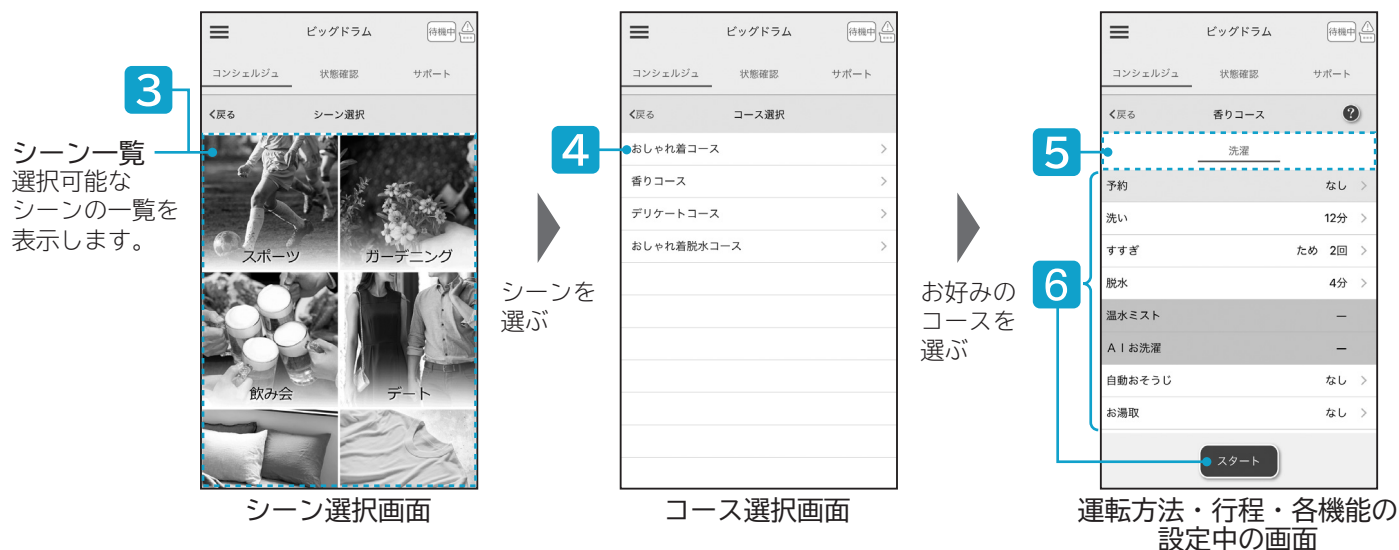 3
シーン一覧
選択可能な
シーンの一覧を
表示します。
ビッグドラム
待機中
コンシェルジュ 状態確認 サポート
戻る シーン選択
スポーツ ガーデニング
飲み会 デート
シーン選択画面
シーンを
選ぶ
4
ビッグドラム
待機中
コンシェルジュ 状態確認 サポート
戻る コース選択
おしゃれ着コース
香りコース
デリケートコース
おしゃれ着脱水コース
コース選択画面
お好みの
コースを
選ぶ
5
6
ビッグドラム
待機中
コンシェルジュ 状態確認 サポート
戻る 香りコース ?
洗濯
予約 なし
洗い 12分
すすぎ ため 2回
脱水 4分
温水ミスト –
AIお洗濯 –
自動おそうじ なし
お湯取 なし
スタート
運転方法・行程・各機能の
設定中の画面